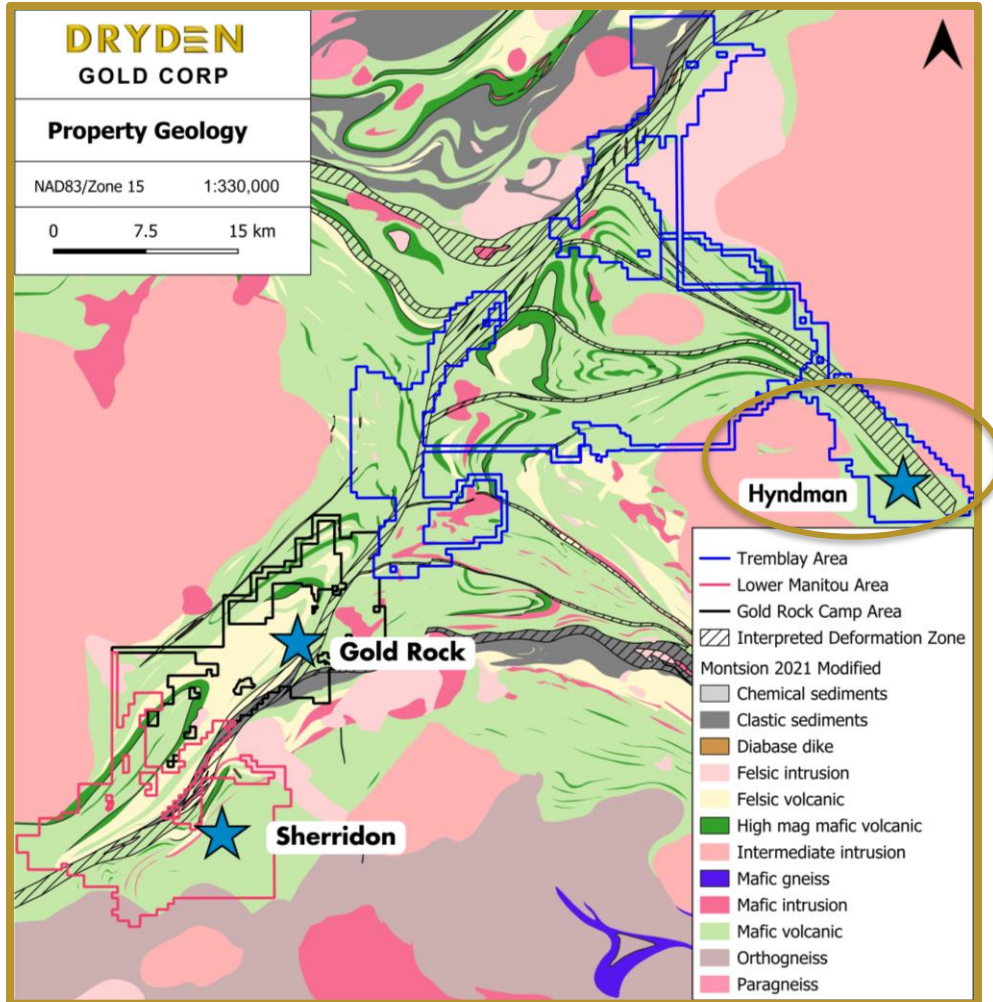 DRYDEN
GOLD CORP
Property Geology
NAD83/Zone 15 1:330,000
0 7.5 15 km
Hyndman
Gold Rock
Sherridon
Tremblay Area
Lower Manitou Area
Gold Rock Camp Area
Interpreted Deformation Zone
Montsion 2021 Modified
Chemical sediments
Clastic sediments
Diabase dike
Felsic intrusion
Felsic volcanic
High mag mafic volcanic
Intermediate intrusion
Mafic gneiss
Mafic intrusion
Mafic volcanic
Orthogneiss
Paragneiss